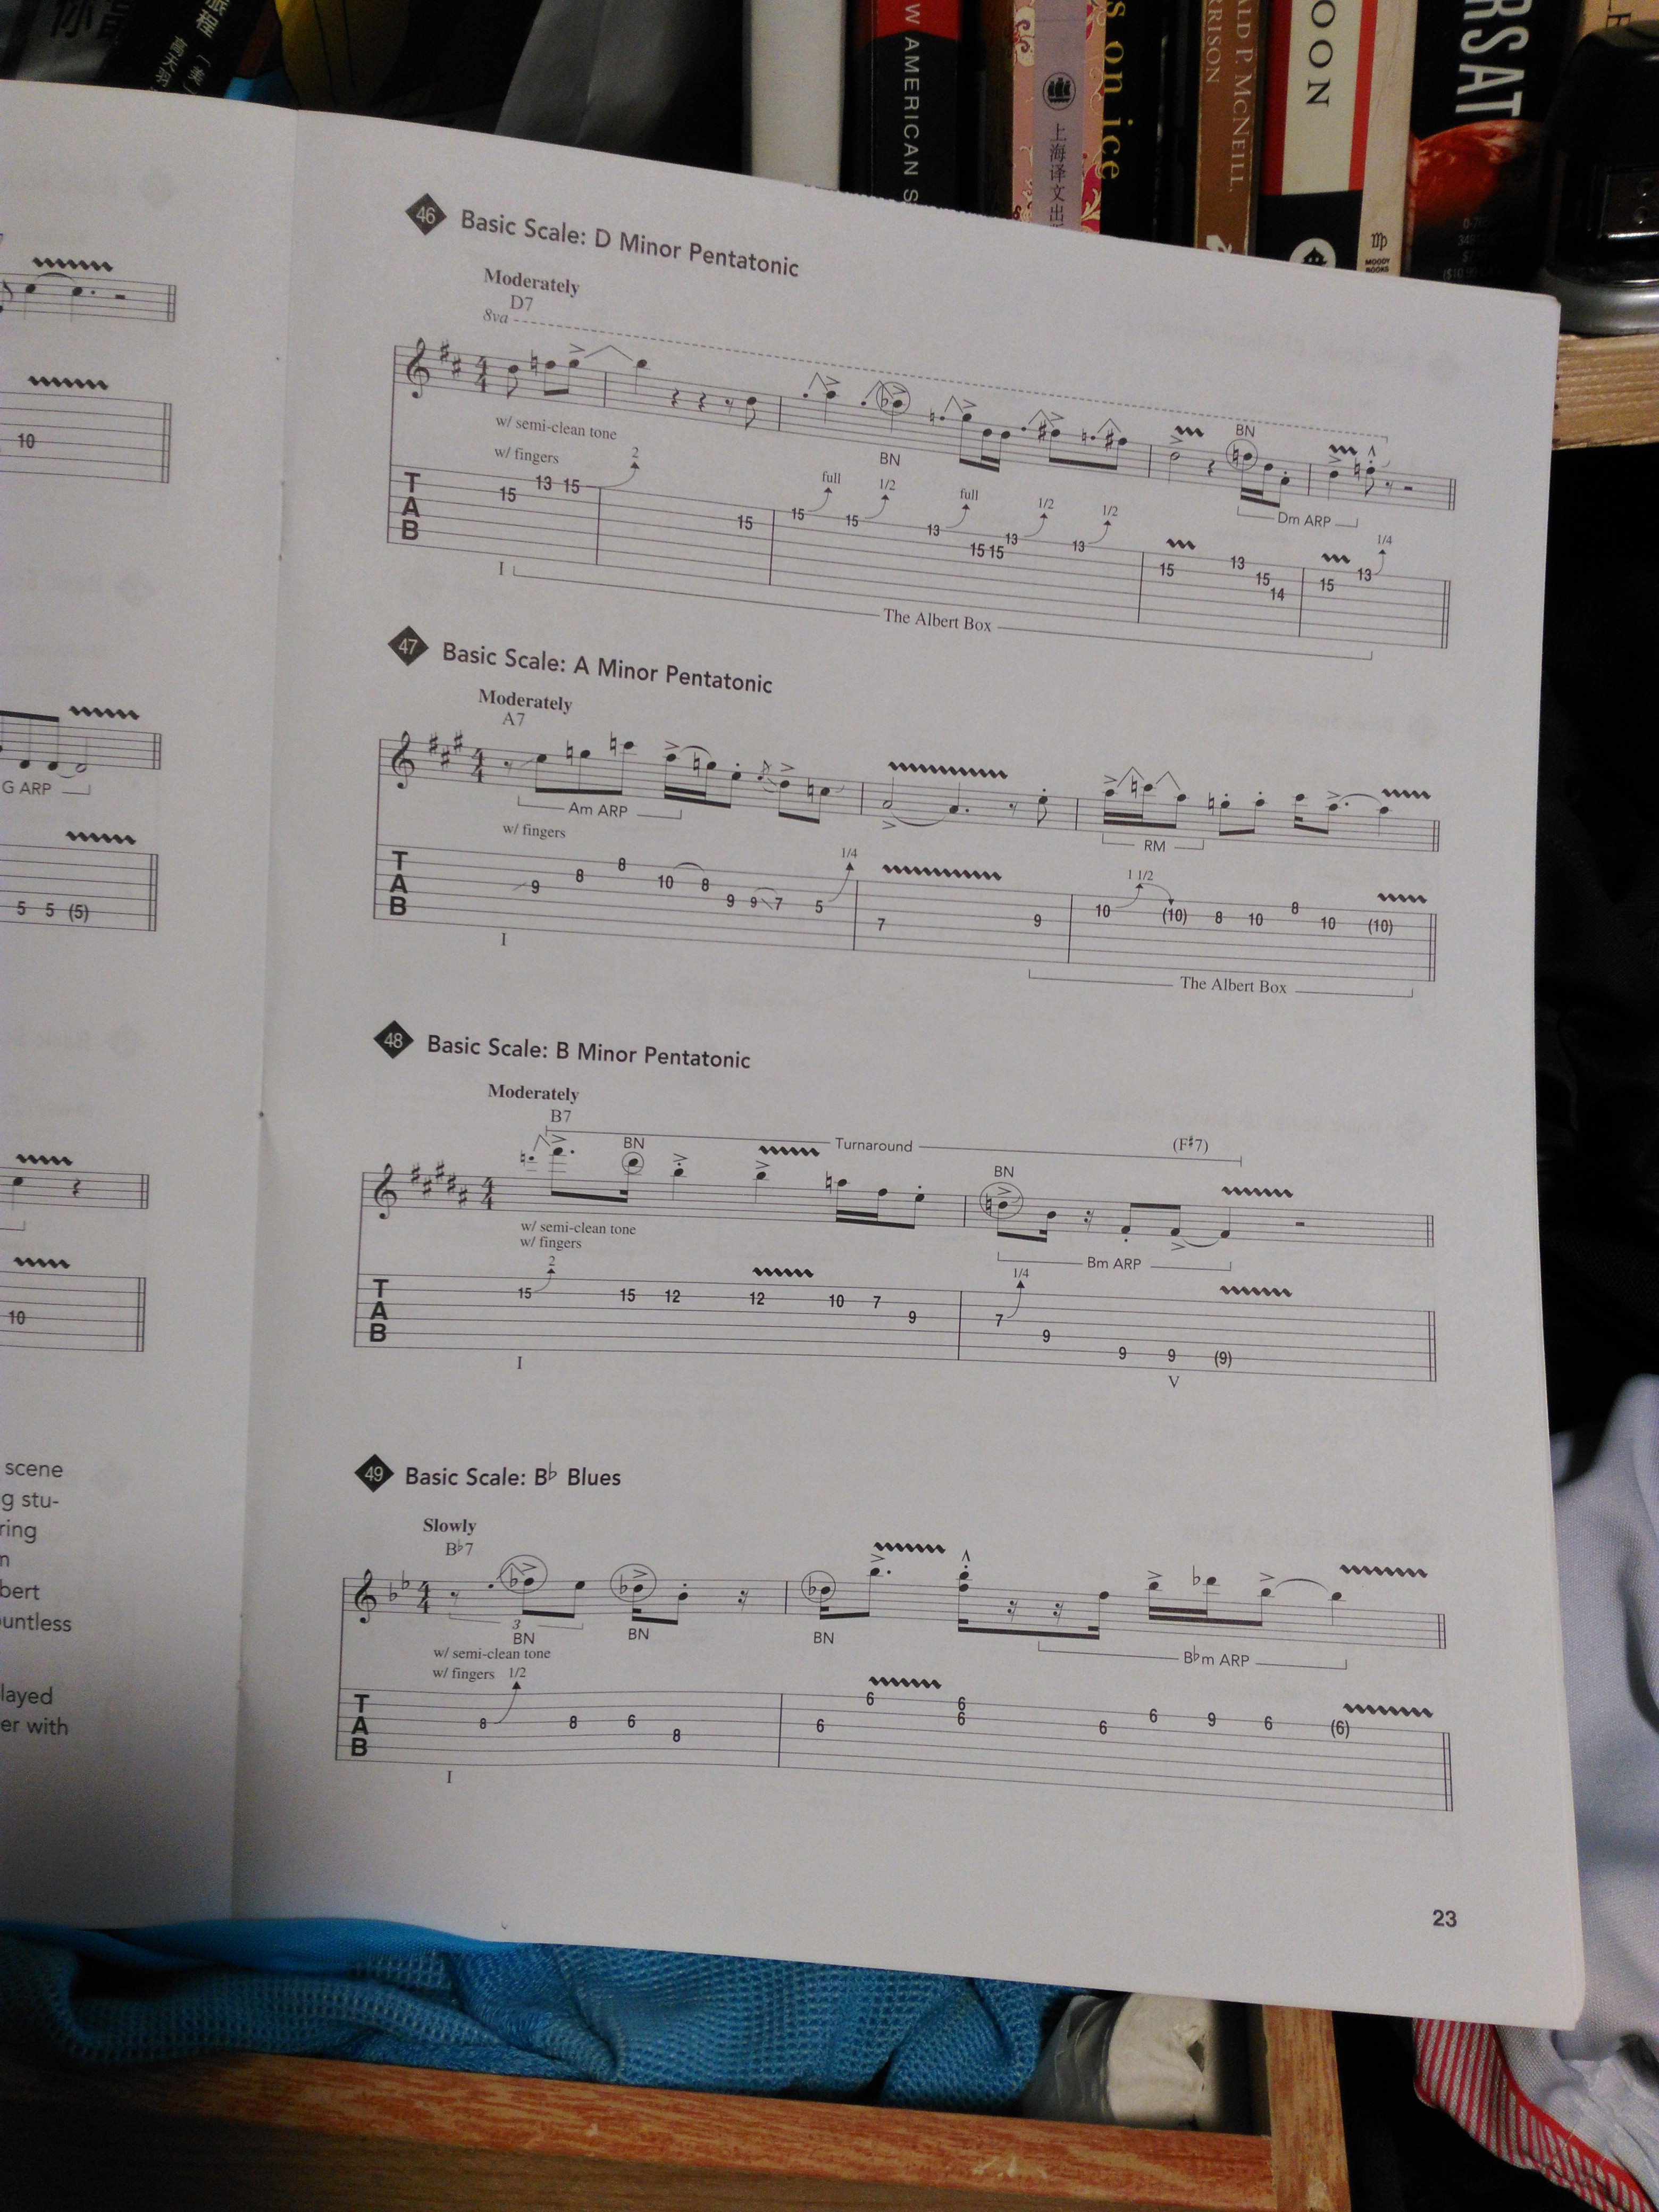 W AMERICAN S
上海译文出版
s on ice
ALD P. MCNEILL,
RRISON
OON
MOODY
BOOKS
RSAT
10
G ARP
5 5 (5)
10
scene
g stu-
ring
bert
ountless
layed
er with
46 Basic Scale: D Minor Pentatonic
Moderately
D7
8va
w/ semi-clean tone
w/ fingers
BN
BN
Dm ARP
2 full 1/2 full 1/2 1/2 1/4
TAB
15 13 15 15 15 15 13 15 15 13 13 15 13 15 14 15 13
I
The Albert Box
47 Basic Scale: A Minor Pentatonic
Moderately
A7
Am ARP
RM
w/ fingers
1/4 1 1/2
TAB
9 8 8 10 8 9 9 7 5 7 9 10 (10) 8 10 8 10 (10)
I
The Albert Box
48 Basic Scale: B Minor Pentatonic
Moderately
B7
Turnaround
(F♯7)
BN
BN
w/ semi-clean tone
w/ fingers
Bm ARP
2 1/4
TAB
15 15 12 12 10 7 9 7 9 9 9 (9)
I V
49 Basic Scale: B♭ Blues
Slowly
B♭7
3
BN BN BN
B♭m ARP
w/ semi-clean tone
w/ fingers 1/2
TAB
8 8 6 8 6 6 6 6 6 6 9 6 (6)
I
23